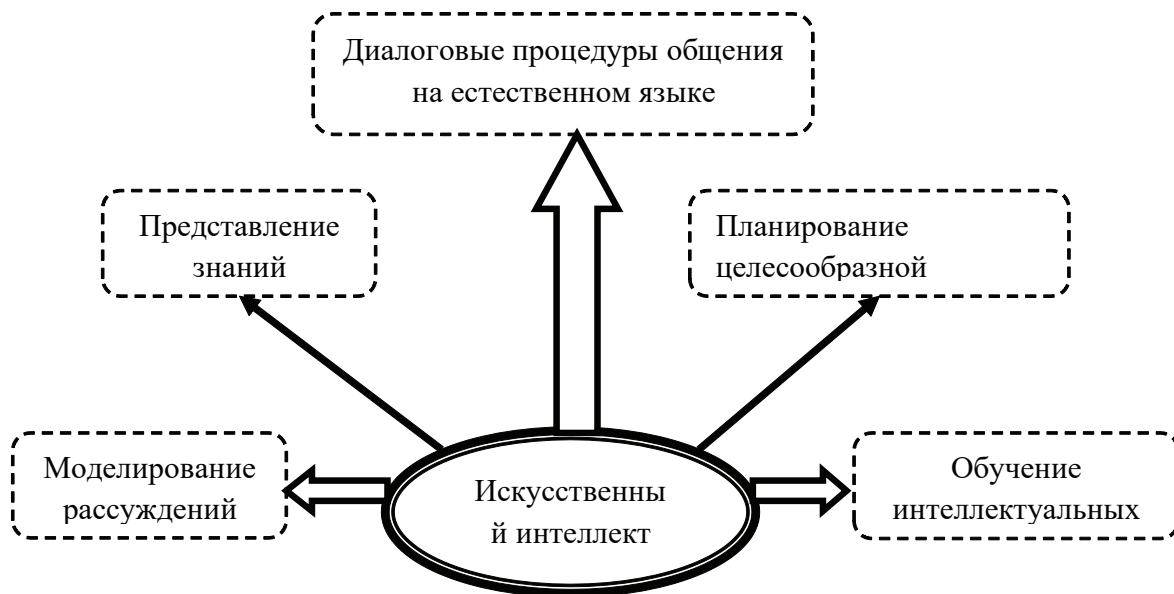 Диалоговые процедуры общения
на естественном языке
Представление
знаний
Планирование
целесообразной
Моделирование
рассуждений
Искусственны
й интеллект
Обучение
интеллектуальных